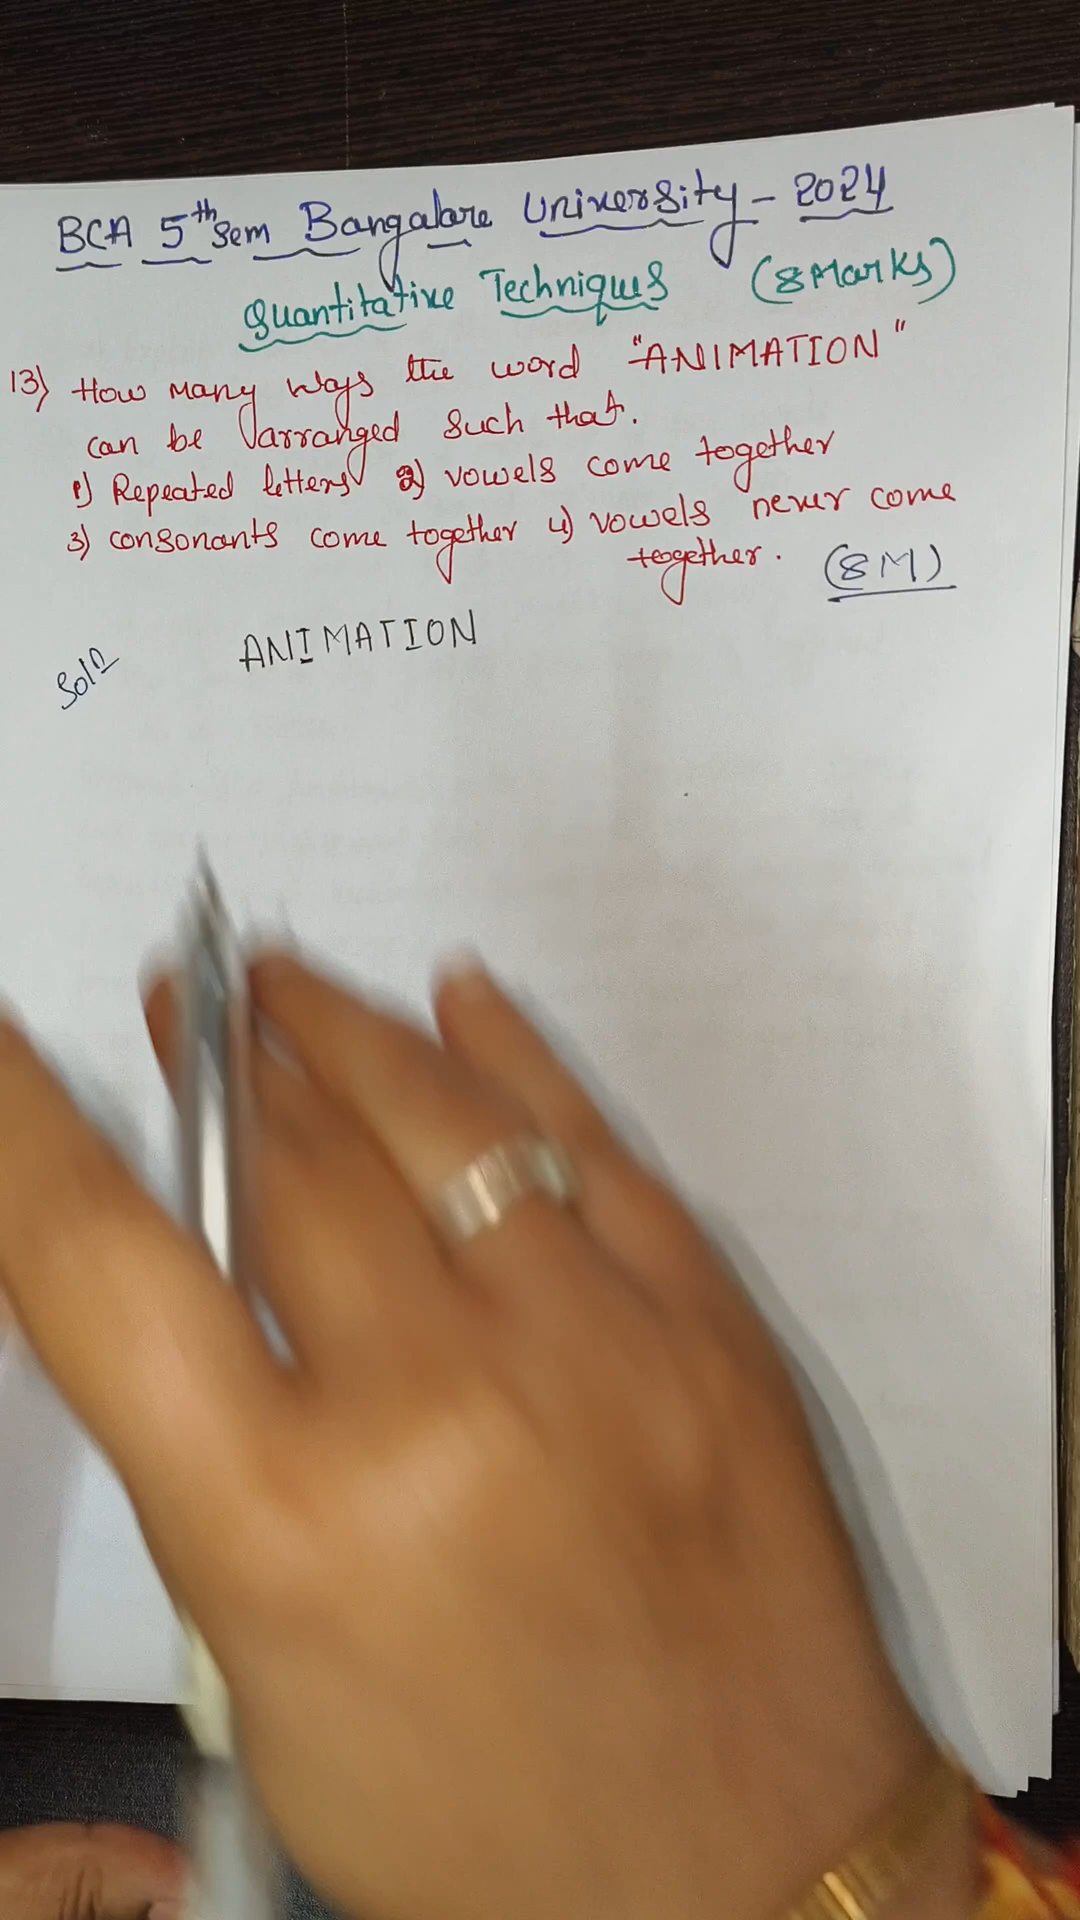 BCA 5th Sem Bangalore University - 2024
Quantitative Techniques (8 Marks)
13) How many ways the word "ANIMATION"
can be arranged such that.
1) Repeated letters 2) vowels come together
3) consonants come together 4) vowels never come
together. (8M)
Soln ANIMATION